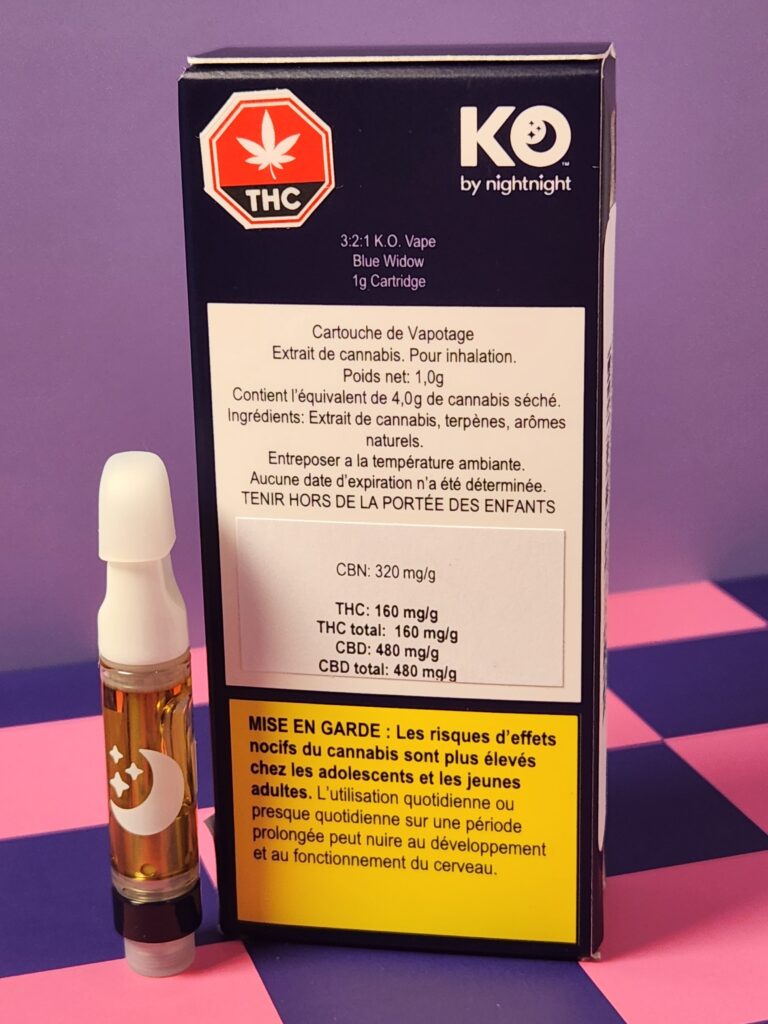 THC
KO™
by nightnight
3:2:1 K.O. Vape
Blue Widow
1g Cartridge
Cartouche de Vapotage
Extrait de cannabis. Pour inhalation.
Poids net: 1,0g
Contient l'équivalent de 4,0g de cannabis séché.
Ingrédients: Extrait de cannabis, terpènes, arômes
naturels.
Entreposer a la température ambiante.
Aucune date d'expiration n'a été déterminée.
TENIR HORS DE LA PORTÉE DES ENFANTS
CBN: 320 mg/g
THC: 160 mg/g
THC total: 160 mg/g
CBD: 480 mg/g
CBD total: 480 mg/g
MISE EN GARDE : Les risques d'effets
nocifs du cannabis sont plus élevés
chez les adolescents et les jeunes
adultes. L'utilisation quotidienne ou
presque quotidienne sur une période
prolongée peut nuire au développement
et au fonctionnement du cerveau.